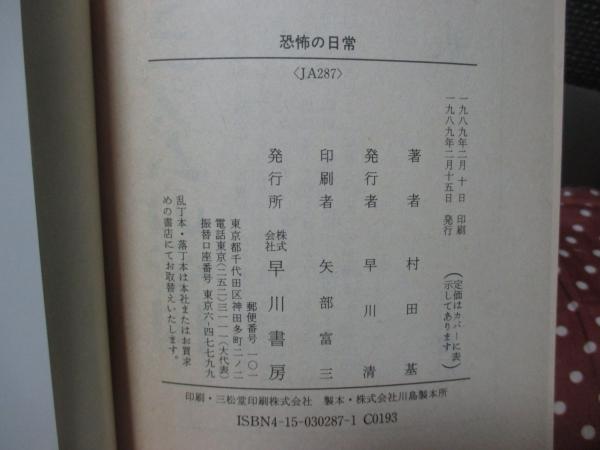 恐怖の日常
〈JA287〉
一九八九年二月十日 印刷
一九八九年二月十五日 発行
(定価はカバーに表
示してあります)
著者 村田基
発行者 早川清
印刷者 矢部富三
発行所 株式会社 早川書房
郵便番号 一〇一
東京都千代田区神田多町二ノ二
電話東京(二五二)三一一一(大代表)
振替口座番号 東京六-四七七九九
乱丁本・落丁本は本社またはお買求
めの書店にてお取替えいたします。
印刷・三松堂印刷株式会社 製本・株式会社川島製本所
ISBN4-15-030287-1 C0193